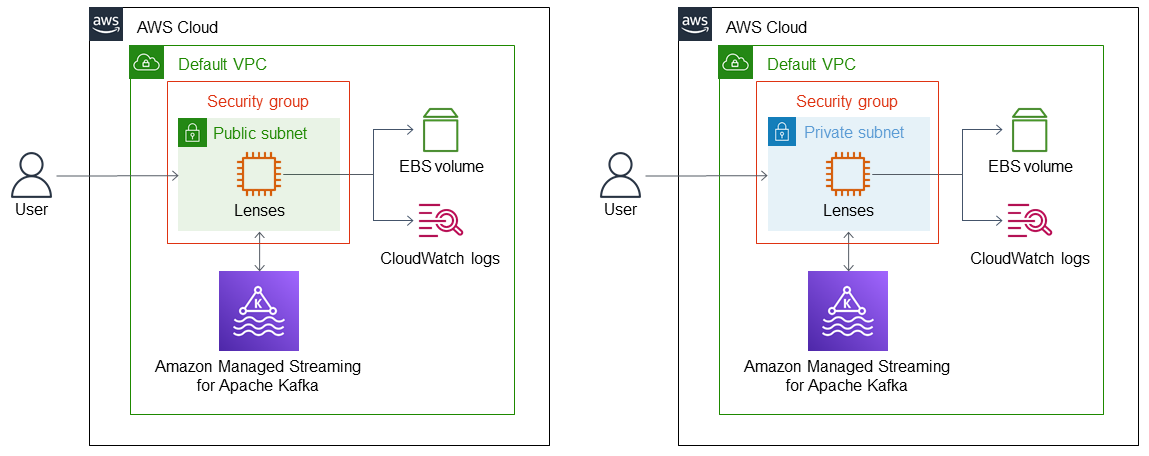 aws
AWS Cloud
Default VPC
Security group
Public subnet
Lenses
EBS volume
CloudWatch logs
User
K
Amazon Managed Streaming
for Apache Kafka
aws
AWS Cloud
Default VPC
Security group
Private subnet
Lenses
EBS volume
CloudWatch logs
User
K
Amazon Managed Streaming
for Apache Kafka